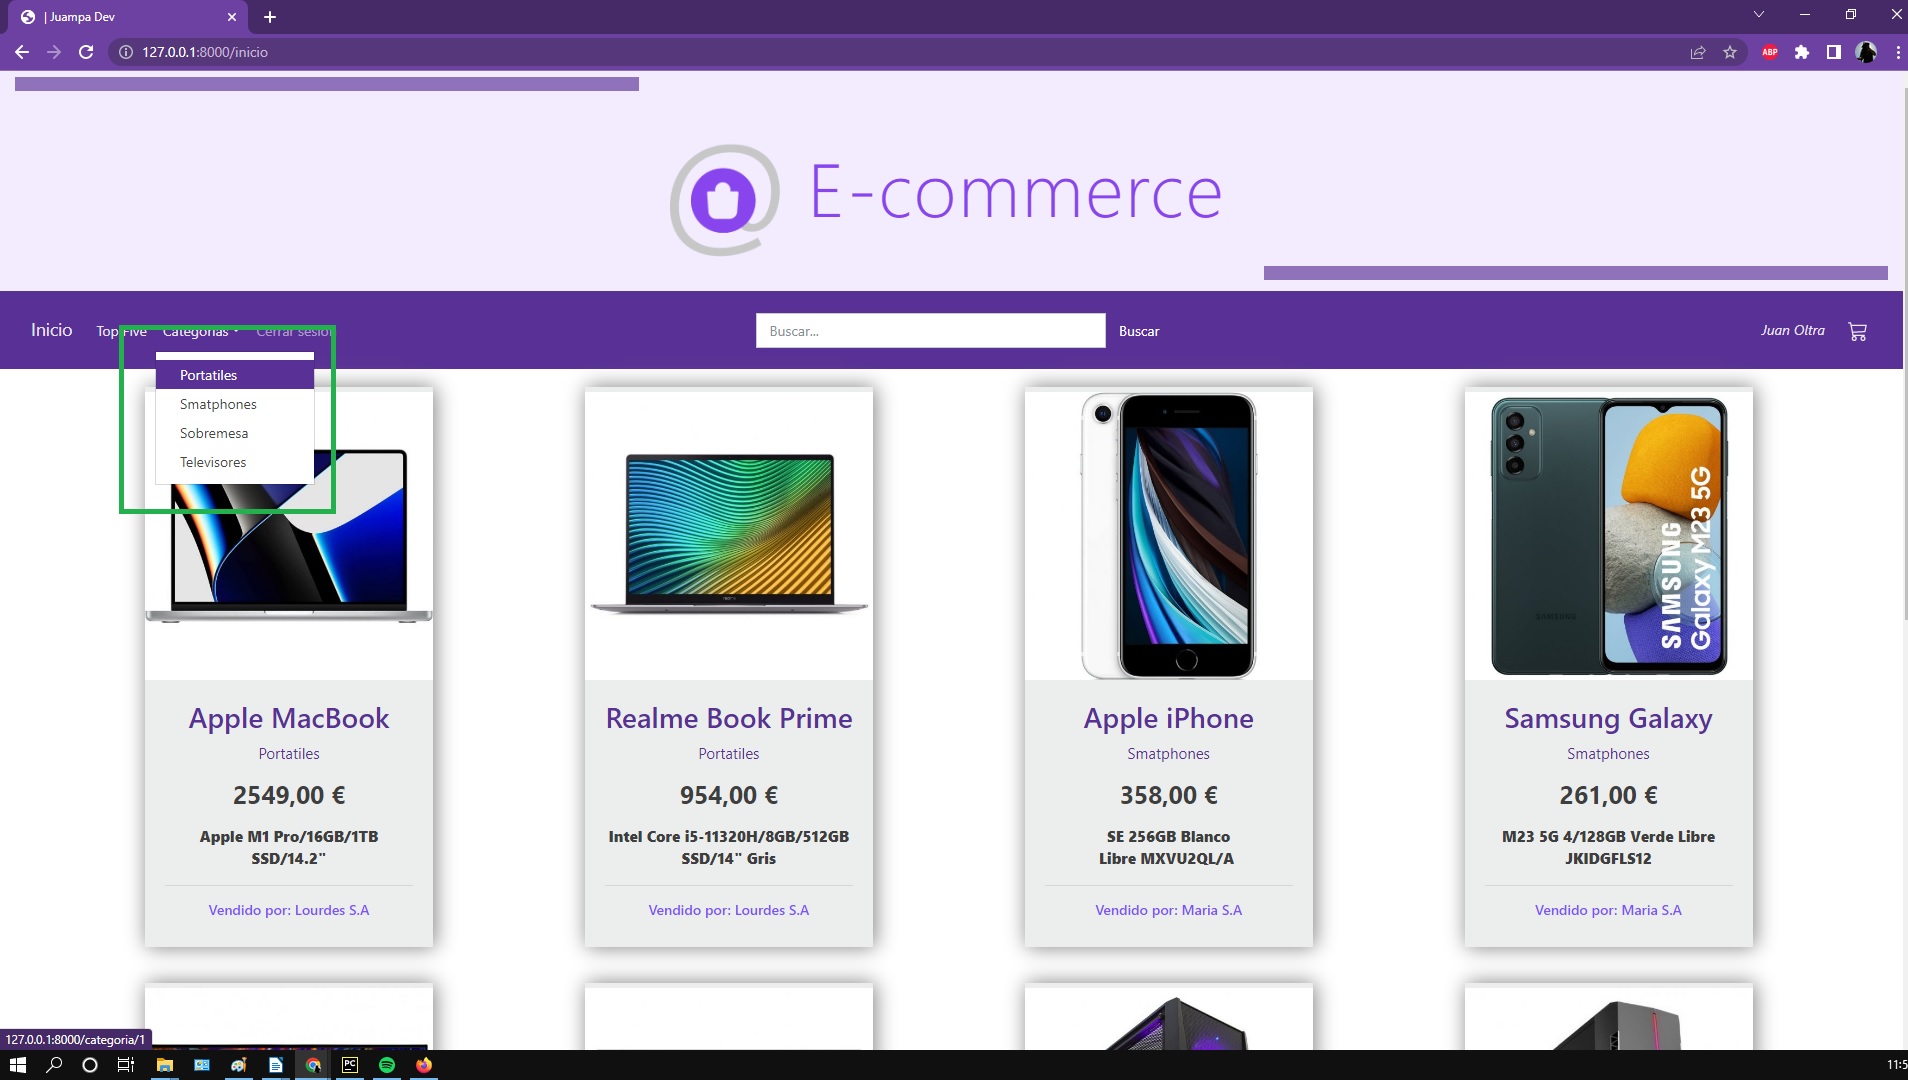 | Juampa Dev
127.0.0.1:8000/inicio
ABP
E-commerce
Inicio
Top Five
Categorias
Cerrar sesion
Buscar...
Buscar
Juan Oltra
Portatiles
Smatphones
Sobremesa
Televisores
SAMSUNG
SAMSUNG
Galaxy M23 5G
Apple MacBook
Portatiles
2549,00 €
Apple M1 Pro/16GB/1TB
SSD/14.2"
Vendido por: Lourdes S.A
Realme Book Prime
Portatiles
954,00 €
Intel Core i5-11320H/8GB/512GB
SSD/14" Gris
Vendido por: Lourdes S.A
Apple iPhone
Smatphones
358,00 €
SE 256GB Blanco
Libre MXVU2QL/A
Vendido por: Maria S.A
Samsung Galaxy
Smatphones
261,00 €
M23 5G 4/128GB Verde Libre
JKIDGFLS12
Vendido por: Maria S.A
127.0.0.1:8000/categoria/1
PC
11:5